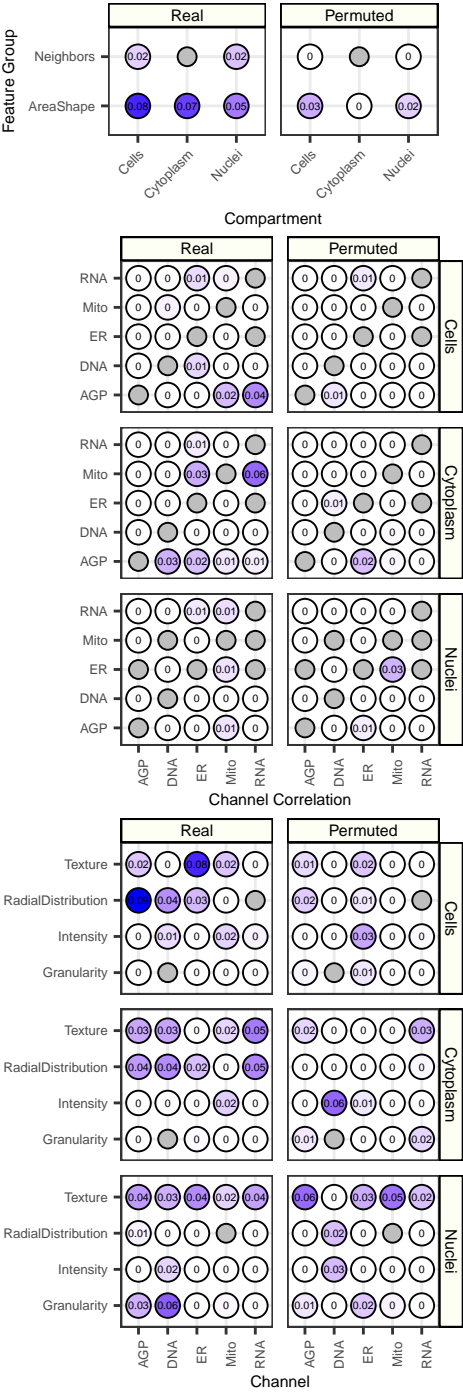 Real Permuted
Feature Group
Neighbors 0.02 0.02 0 0
AreaShape 0.08 0.07 0.05 0.03 0 0.02
Cells Cytoplasm Nuclei Cells Cytoplasm Nuclei
Compartment
Real Permuted
Cells
RNA 0 0 0.01 0 0 0 0.01 0
Mito 0 0 0 0 0 0 0 0
ER 0 0 0 0 0 0
DNA 0 0.01 0 0 0 0 0 0
AGP 0 0 0.02 0.04 0.01 0 0 0
Cytoplasm
RNA 0 0 0.01 0 0 0 0 0
Mito 0 0 0.03 0.06 0 0 0 0
ER 0 0 0 0 0.01 0
DNA 0 0 0 0 0 0 0 0
AGP 0.03 0.02 0.01 0.01 0 0.02 0 0
Nuclei
RNA 0 0 0.01 0.01 0 0 0 0
Mito 0 0 0 0
ER 0 0.01 0 0.03
DNA 0 0 0 0 0 0 0 0
AGP 0 0 0.01 0 0 0.01 0 0
AGP DNA ER Mito RNA AGP DNA ER Mito RNA
Channel Correlation
Real Permuted
Cells
Texture 0.02 0 0.08 0.02 0 0.01 0 0.02 0 0
RadialDistribution 0.09 0.04 0.03 0 0.02 0 0.01 0
Intensity 0 0.01 0 0.02 0 0 0 0.03 0 0
Granularity 0 0 0 0 0 0.01 0 0
Cytoplasm
Texture 0.03 0.03 0 0.02 0.05 0.02 0 0 0 0.03
RadialDistribution 0.04 0.04 0.02 0 0.05 0 0 0 0 0
Intensity 0 0 0 0.02 0 0 0.06 0.01 0 0
Granularity 0 0 0 0 0.01 0 0 0.02
Nuclei
Texture 0.04 0.03 0.04 0.02 0.04 0.06 0 0.03 0.05 0.02
RadialDistribution 0.01 0 0 0 0 0.02 0 0
Intensity 0 0.02 0 0 0 0 0.03 0 0 0
Granularity 0.03 0.06 0 0 0 0.01 0 0.02 0 0
AGP DNA ER Mito RNA AGP DNA ER Mito RNA
Channel